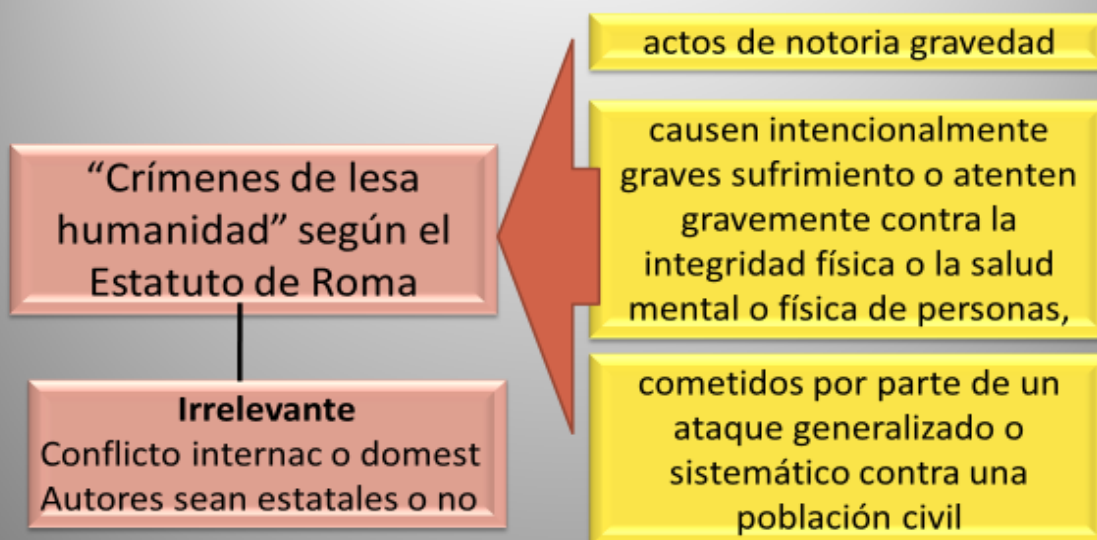 “Crímenes de lesa
humanidad” según el
Estatuto de Roma
Irrelevante
Conflicto internac o domest
Autores sean estatales o no
actos de notoria gravedad
causen intencionalmente
graves sufrimiento o atenten
gravemente contra la
integridad física o la salud
mental o física de personas,
cometidos por parte de un
ataque generalizado o
sistemático contra una
población civil